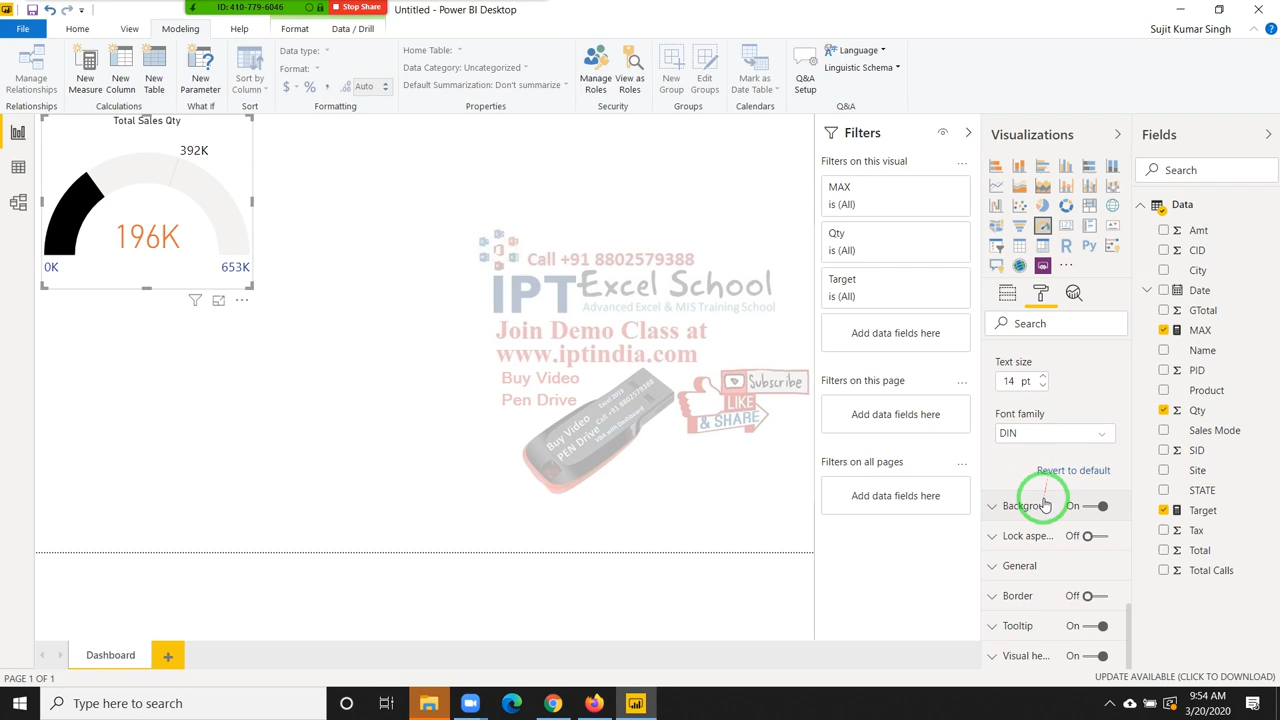 ID: 410-779-6046
Stop Share
Untitled - Power BI Desktop
File
Home
View
Modeling
Help
Format
Data / Drill
Sujit Kumar Singh
Manage Relationships
New Measure
New Column
New Table
New Parameter
Sort by Column
Data type:
Format:
$ % , .00 Auto
Home Table:
Data Category: Uncategorized
Default Summarization: Don't summarize
Manage Roles
View as Roles
New Group
Edit Groups
Mark as Date Table
Q&A Setup
Language
Linguistic Schema
Relationships
Calculations
What If
Sort
Formatting
Properties
Security
Groups
Calendars
Q&A
Total Sales Qty
392K
196K
0K
653K
Call +91 8802579388
IPT Excel School
Advanced Excel & MIS Training School
Join Demo Class at
www.iptindia.com
Buy Video
Pen Drive
Subscribe
LIKE
& SHARE
Buy Video
PEN Drive
Filters
Filters on this visual
MAX
is (All)
Qty
is (All)
Target
is (All)
Add data fields here
Filters on this page
Add data fields here
Filters on all pages
Add data fields here
Visualizations
R
Py
Search
Text size
14 pt
Font family
DIN
Revert to default
Backgrou
On
Lock aspe...
Off
General
Border
Off
Tooltip
On
Visual he...
On
Fields
Search
Data
Amt
CID
City
Date
GTotal
MAX
Name
PID
Product
Qty
Sales Mode
SID
Site
STATE
Target
Tax
Total
Total Calls
Dashboard
PAGE 1 OF 1
UPDATE AVAILABLE (CLICK TO DOWNLOAD)
Type here to search
9:54 AM
3/20/2020